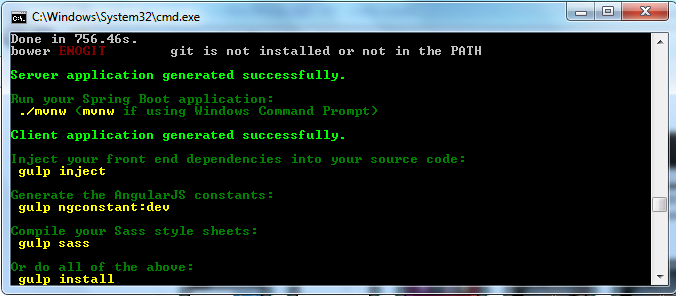 C:\Windows\System32\cmd.exe
Done in 756.46s.
bower ENOGIT git is not installed or not in the PATH
Server application generated successfully.
Run your Spring Boot application:
./mvnw (mvnw if using Windows Command Prompt)
Client application generated successfully.
Inject your front end dependencies into your source code:
gulp inject
Generate the AngularJS constants:
gulp ngconstant:dev
Compile your Sass style sheets:
gulp sass
Or do all of the above:
gulp install